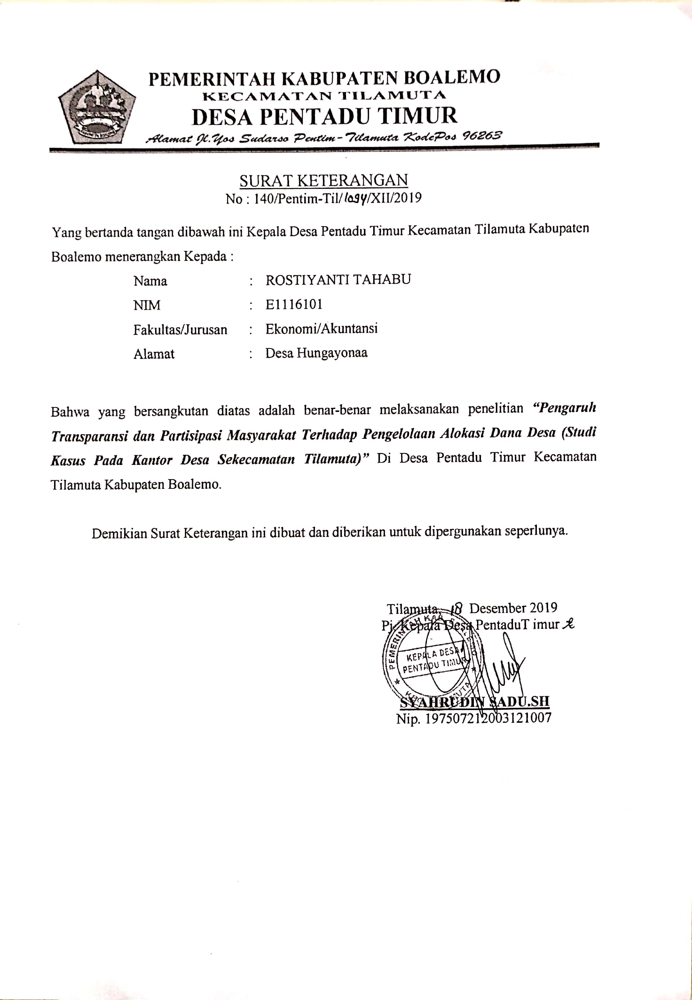 PEMERINTAH KABUPATEN BOALEMO
KECAMATAN TILAMUTA
DESA PENTADU TIMUR
Alamat Jl.Yos Sudarso Pentim-Tilamuta KodePos 96263
SURAT KETERANGAN
No : 140/Pentim-Til/ /XII/2019
Yang bertanda tangan dibawah ini Kepala Desa Pentadu Timur Kecamatan Tilamuta Kabupaten
Boalemo menerangkan Kepada :
Nama : ROSTIYANTI TAHABU
NIM : E1116101
Fakultas/Jurusan : Ekonomi/Akuntansi
Alamat : Desa Hungayonaa
Bahwa yang bersangkutan diatas adalah benar-benar melaksanakan penelitian “Pengaruh
Transparansi dan Partisipasi Masyarakat Terhadap Pengelolaan Alokasi Dana Desa (Studi
Kasus Pada Kantor Desa Sekecamatan Tilamuta)” Di Desa Pentadu Timur Kecamatan
Tilamuta Kabupaten Boalemo.
Demikian Surat Keterangan ini dibuat dan diberikan untuk dipergunakan seperlunya.
Tilamuta, 18 Desember 2019
Pj. Kepala Desa PentaduT imur
KEPALA DESA
PENTADU TIMUR
SYAHRUDIN SADU.SH
Nip. 197507212003121007